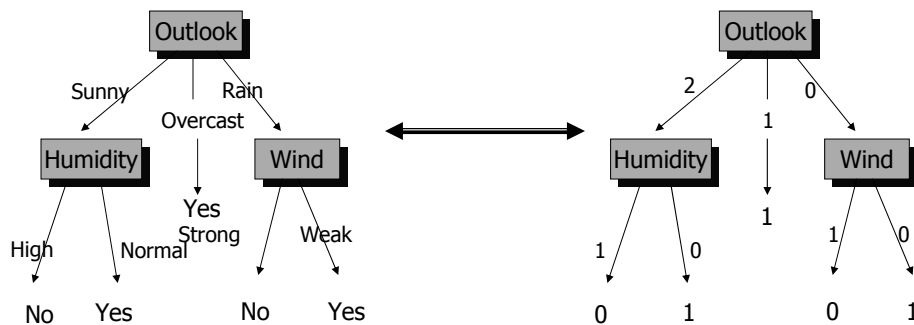 Outlook
Sunny
Rain
Overcast
Humidity
Wind
Yes
High
Normal
Strong
Weak
No
Yes
No
Yes
Outlook
2
1
0
Humidity
Wind
1
1
0
1
0
0
1
0
1